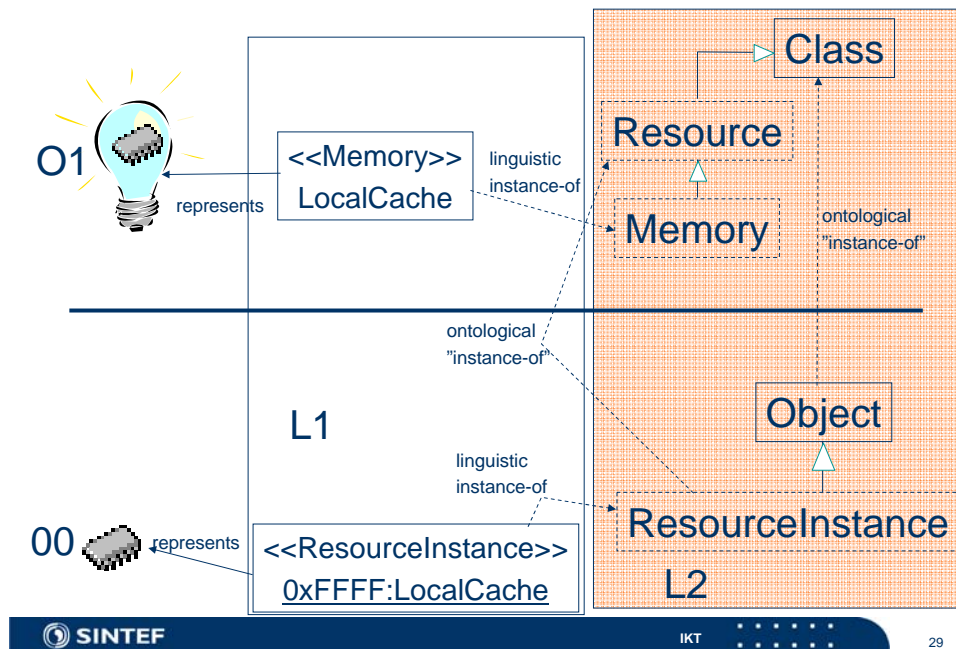 Class
Resource
O1
<<Memory>>
LocalCache
linguistic
instance-of
represents
Memory
ontological
”instance-of”
ontological
”instance-of”
Object
L1
linguistic
instance-of
ResourceInstance
00
represents
<<ResourceInstance>>
0xFFFF:LocalCache
L2
SINTEF
IKT
29